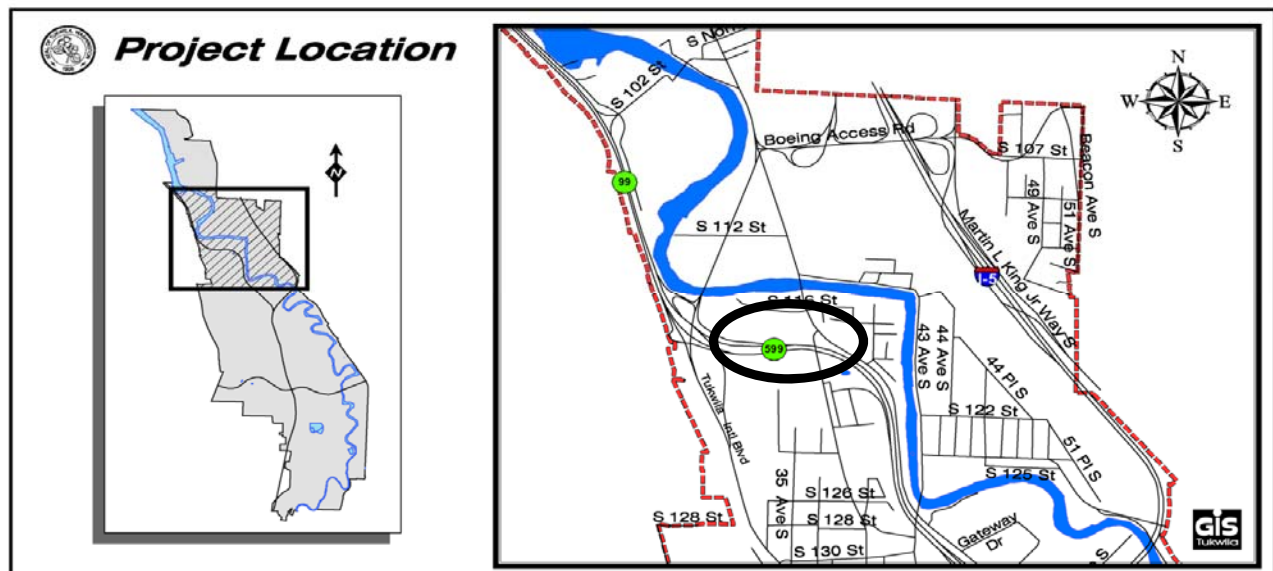 Project Location
N
N
W
E
S
S 102 St
S Norf
Boeing Access Rd
S 107 St
Beacon Ave S
49 Ave S
51 Ave S
99
S 112 St
Martin L King Jr Way S
I-5
S 116 St
599
43 Ave S
44 Ave S
44 Pl S
Tukwila Intl Blvd
S 122 St
51 Pl S
S 125 St
35 Ave S
S 126 St
S 128 St
S 128 St
S 130 St
Gateway
Dr
S
GIS
Tukwila